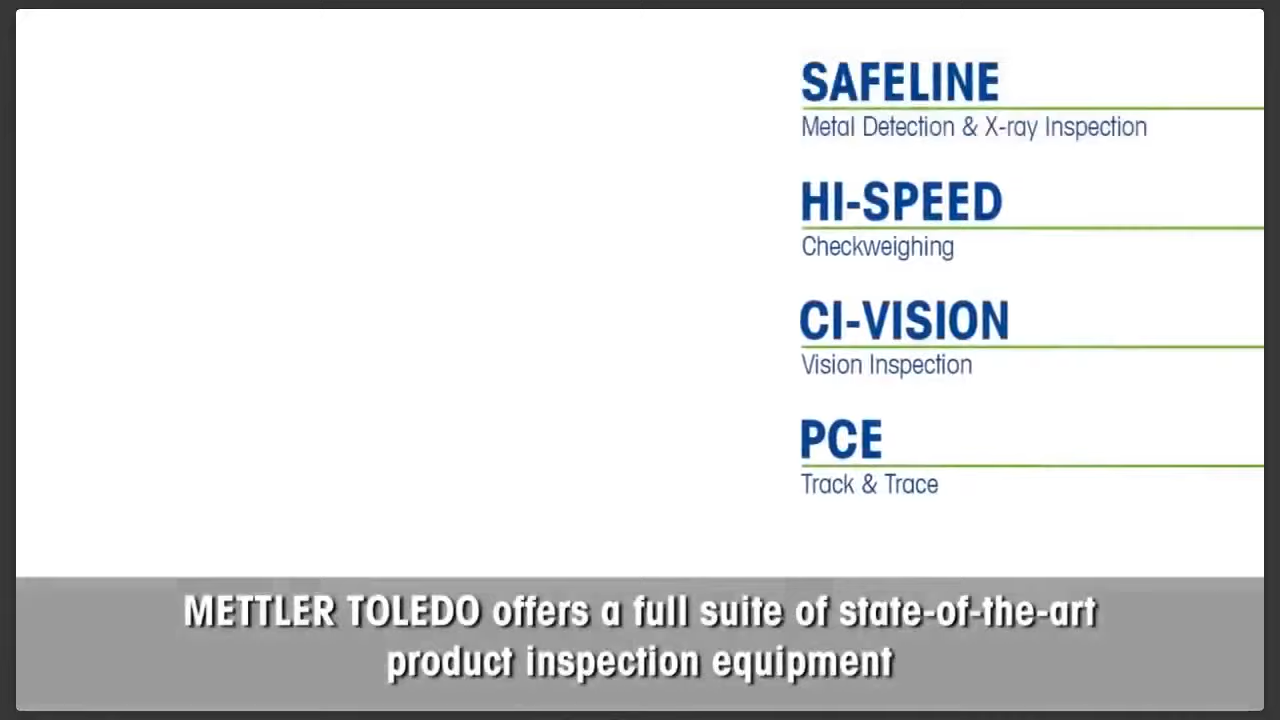 SAFELINE
Metal Detection & X-ray Inspection
HI-SPEED
Checkweighing
CI-VISION
Vision Inspection
PCE
Track & Trace
METTLER TOLEDO offers a full suite of state-of-the-art
product inspection equipment